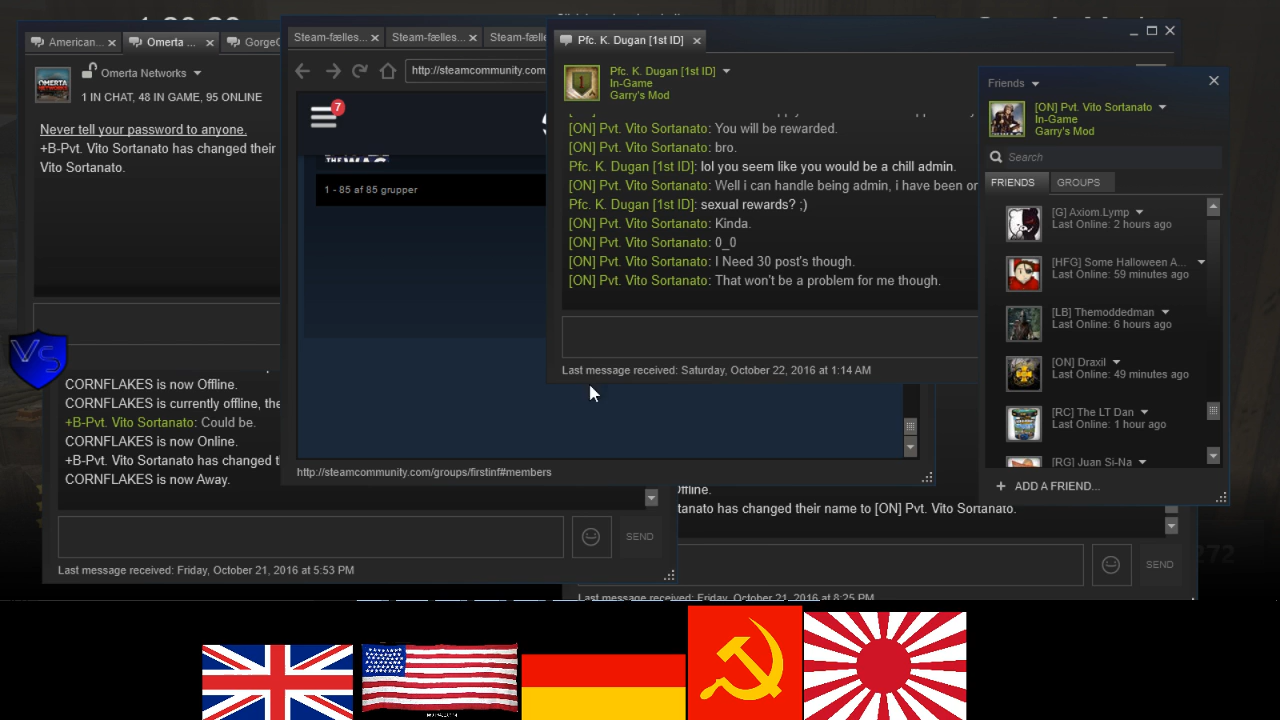 American...
Omerta ...
Omerta Networks
1 IN CHAT, 48 IN GAME, 95 ONLINE
Never tell your password to anyone.
+B-Pvt. Vito Sortanato has changed their
Vito Sortanato.
VS
CORNFLAKES is now Offline.
CORNFLAKES is currently offline, the
+B-Pvt. Vito Sortanato: Could be.
CORNFLAKES is now Online.
+B-Pvt. Vito Sortanato has changed t
CORNFLAKES is now Away.
SEND
Last message received: Friday, October 21, 2016 at 5:53 PM
Steam-fælles...
Steam-fælles...
Steam-fælle
http://steamcommunity.com
7
1 - 85 af 85 grupper
http://steamcommunity.com/groups/firstinf#members
Pfc. K. Dugan [1st ID]
Pfc. K. Dugan [1st ID]
In-Game
Garry's Mod
[ON] Pvt. Vito Sortanato: You will be rewarded.
[ON] Pvt. Vito Sortanato: bro.
Pfc. K. Dugan [1st ID]: lol you seem like you would be a chill admin.
[ON] Pvt. Vito Sortanato: Well i can handle being admin, i have been or
Pfc. K. Dugan [1st ID]: sexual rewards? ;)
[ON] Pvt. Vito Sortanato: Kinda.
[ON] Pvt. Vito Sortanato: 0_0
[ON] Pvt. Vito Sortanato: I Need 30 post's though.
[ON] Pvt. Vito Sortanato: That won't be a problem for me though.
Last message received: Saturday, October 22, 2016 at 1:14 AM
Offline.
tanato has changed their name to [ON] Pvt. Vito Sortanato.
SEND
Last message received: Friday, October 21, 2016 at 8:25 PM
Friends
[ON] Pvt. Vito Sortanato
In-Game
Garry's Mod
Search
FRIENDS
GROUPS
[G] Axiom.Lymp
Last Online: 2 hours ago
[HFG] Some Halloween A...
Last Online: 59 minutes ago
[LB] Themoddedman
Last Online: 6 hours ago
[ON] Draxil
Last Online: 49 minutes ago
[RC] The LT Dan
Last Online: 1 hour ago
[RG] Juan Si-Na
+ ADD A FRIEND...